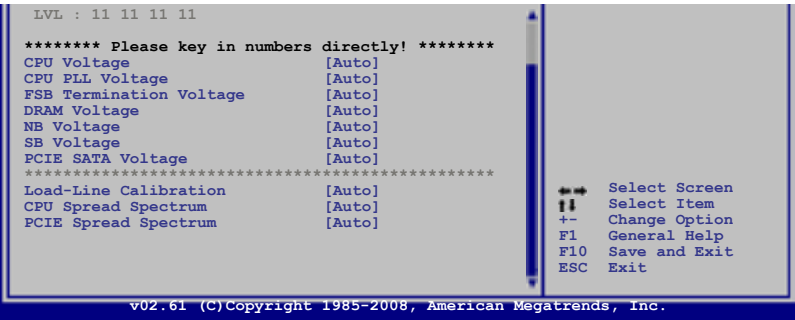 LVL : 11 11 11 11
******** Please key in numbers directly! ********
CPU Voltage [Auto]
CPU PLL Voltage [Auto]
FSB Termination Voltage [Auto]
DRAM Voltage [Auto]
NB Voltage [Auto]
SB Voltage [Auto]
PCIE SATA Voltage [Auto]
*************************************************
Load-Line Calibration [Auto]
CPU Spread Spectrum [Auto]
PCIE Spread Spectrum [Auto]
←→ Select Screen
↑↓ Select Item
+- Change Option
F1 General Help
F10 Save and Exit
ESC Exit
v02.61 (C)Copyright 1985-2008, American Megatrends, Inc.